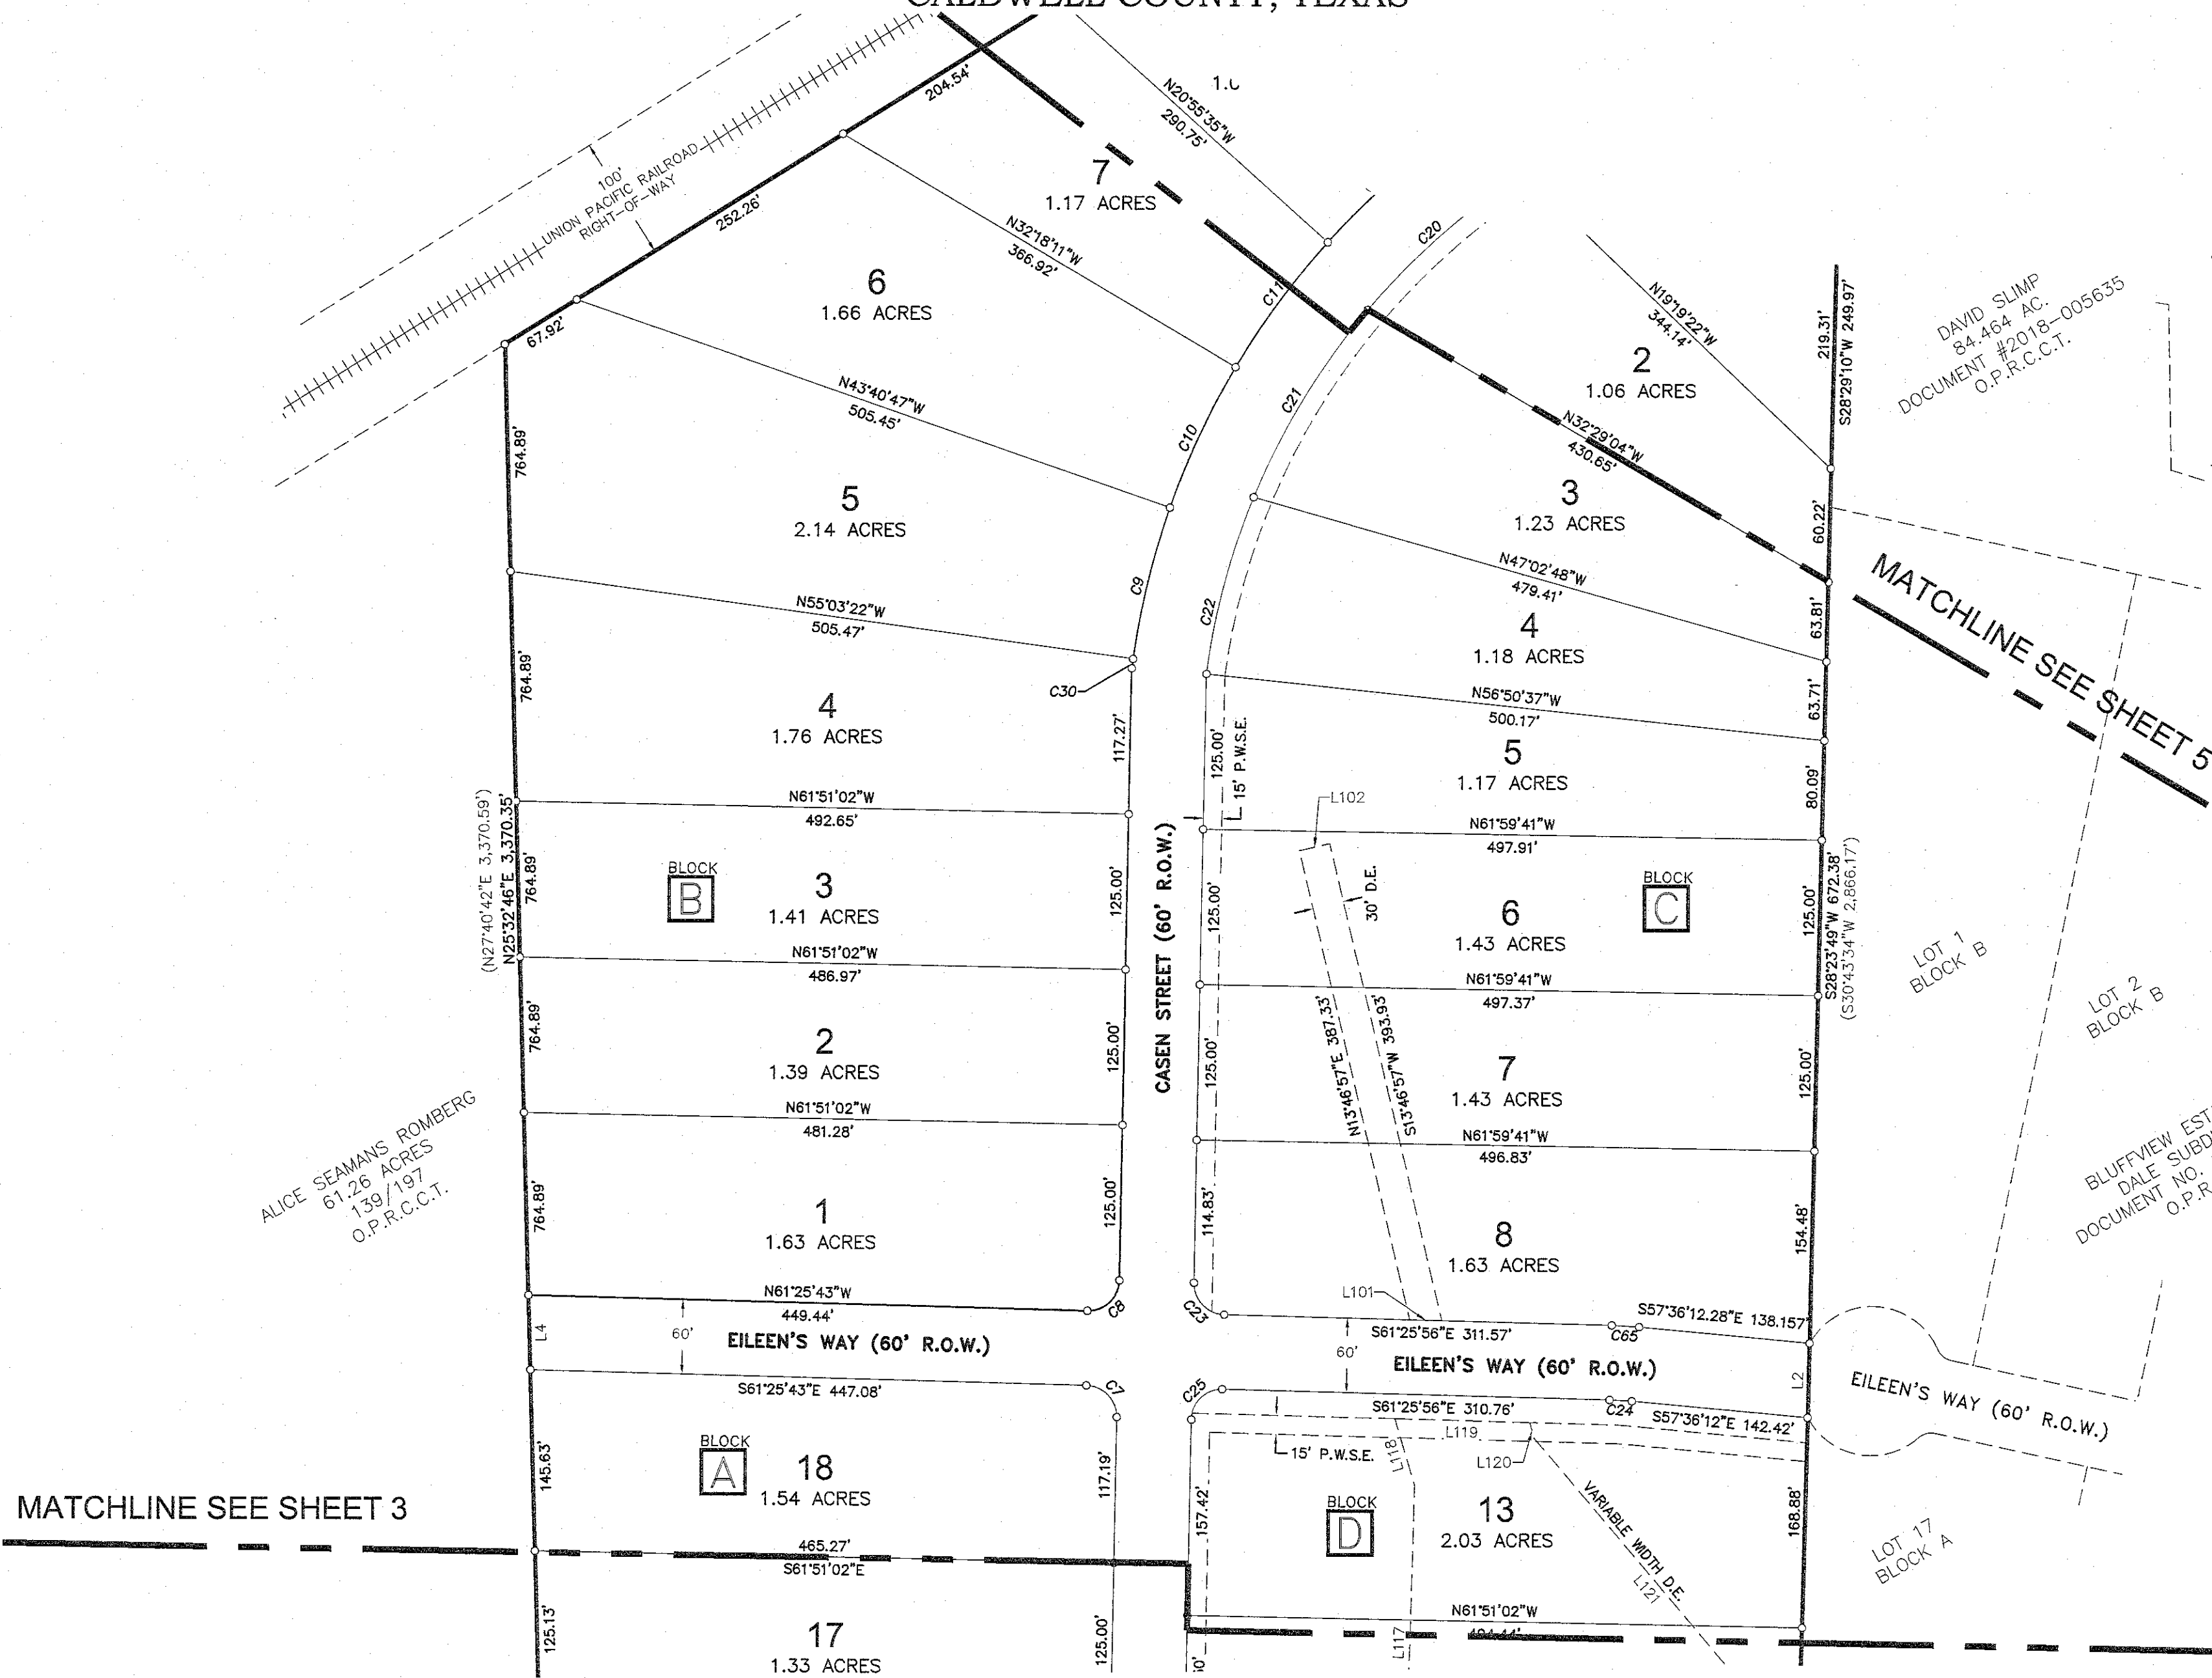 CALDWELL COUNTY, TEXAS
204.54'
N20°55'35"W
290.75'
7
1.17 ACRES
100'
UNION PACIFIC RAILROAD
RIGHT-OF-WAY
252.26'
N32°18'11"W
366.92'
C11
C20
6
1.66 ACRES
67.92'
N43°40'47"W
505.45'
C10
C21
N19°19'22"W
344.14'
2
1.06 ACRES
219.31'
S28°29'10"W 249.97'
DAVID SLIMP
84.464 AC.
DOCUMENT #2018-005635
O.P.R.C.C.T.
N32°29'04"W
430.65'
60.22'
764.89'
5
2.14 ACRES
3
1.23 ACRES
N47°02'48"W
479.41'
63.81'
MATCHLINE SEE SHEET 5
C9
C22
N55°03'22"W
505.47'
4
1.18 ACRES
764.89'
C30
N56°50'37"W
500.17'
63.71'
4
1.76 ACRES
117.27'
125.00'
15' P.W.S.E.
5
1.17 ACRES
80.09'
L102
N61°51'02"W
492.65'
N61°59'41"W
497.91'
(N27°40'42"E 3,370.59')
N25°32'46"E 3,370.35'
764.89'
BLOCK
B
3
1.41 ACRES
125.00'
CASEN STREET (60' R.O.W.)
125.00'
30' D.E.
BLOCK
C
6
1.43 ACRES
125.00'
S28°23'49"W 672.38'
(S30°43'34"W 2,866.17')
LOT 1
BLOCK B
LOT 2
BLOCK B
N61°51'02"W
486.97'
N61°59'41"W
497.37'
764.89'
2
1.39 ACRES
125.00'
125.00'
N13°46'57"E 387.33'
S13°46'57"W 393.93'
7
1.43 ACRES
125.00'
N61°51'02"W
481.28'
N61°59'41"W
496.83'
ALICE SEAMANS ROMBERG
61.26 ACRES
139/197
O.P.R.C.C.T.
BLUFFVIEW EST
DALE SUBD
DOCUMENT NO.
O.P.R
764.89'
1
1.63 ACRES
125.00'
114.83'
8
1.63 ACRES
154.48'
N61°25'43"W
449.44'
C8
C23
L101
S61°25'56"E 311.57'
C65
S57°36'12.28"E 138.157'
L4
60'
EILEEN'S WAY (60' R.O.W.)
60'
EILEEN'S WAY (60' R.O.W.)
L2
EILEEN'S WAY (60' R.O.W.)
S61°25'43"E 447.08'
C7
C25
S61°25'56"E 310.76'
C24
S57°36'12"E 142.42'
145.63'
BLOCK
A
18
1.54 ACRES
117.19'
15' P.W.S.E.
L118
L119
L120
157.42'
BLOCK
D
13
2.03 ACRES
VARIABLE WIDTH D.E.
L121
168.88'
LOT 17
BLOCK A
MATCHLINE SEE SHEET 3
465.27'
S61°51'02"E
N61°51'02"W
494.44'
125.13'
17
1.33 ACRES
125.00'
L117